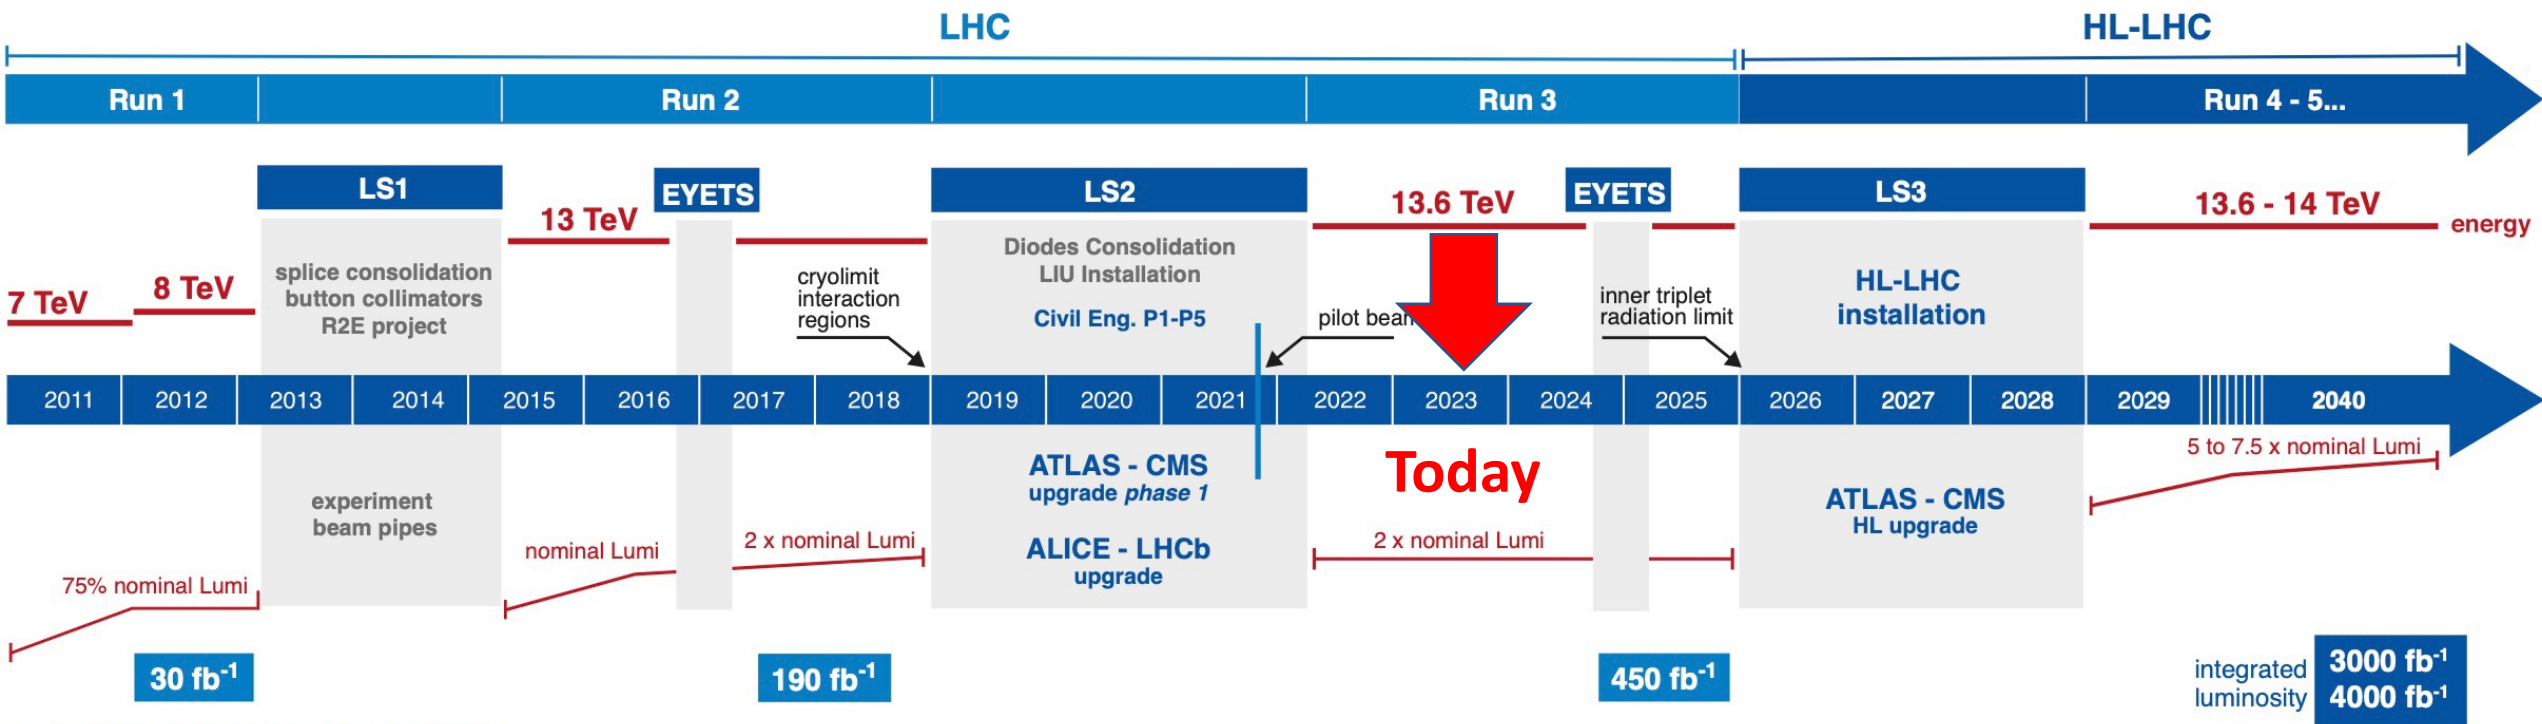 LHC
HL-LHC
Run 1
Run 2
Run 3
Run 4 - 5...
LS1
EYETS
LS2
EYETS
LS3
13 TeV
13.6 TeV
13.6 - 14 TeV
energy
7 TeV
8 TeV
splice consolidation
button collimators
R2E project
cryolimit
interaction
regions
Diodes Consolidation
LIU Installation
Civil Eng. P1-P5
pilot bea
inner triplet
radiation limit
HL-LHC
installation
2011
2012
2013
2014
2015
2016
2017
2018
2019
2020
2021
2022
2023
2024
2025
2026
2027
2028
2029
2040
experiment
beam pipes
ATLAS - CMS
upgrade phase 1
ALICE - LHCb
upgrade
Today
ATLAS - CMS
HL upgrade
5 to 7.5 x nominal Lumi
75% nominal Lumi
nominal Lumi
2 x nominal Lumi
2 x nominal Lumi
30 fb⁻¹
190 fb⁻¹
450 fb⁻¹
integrated
luminosity
3000 fb⁻¹
4000 fb⁻¹